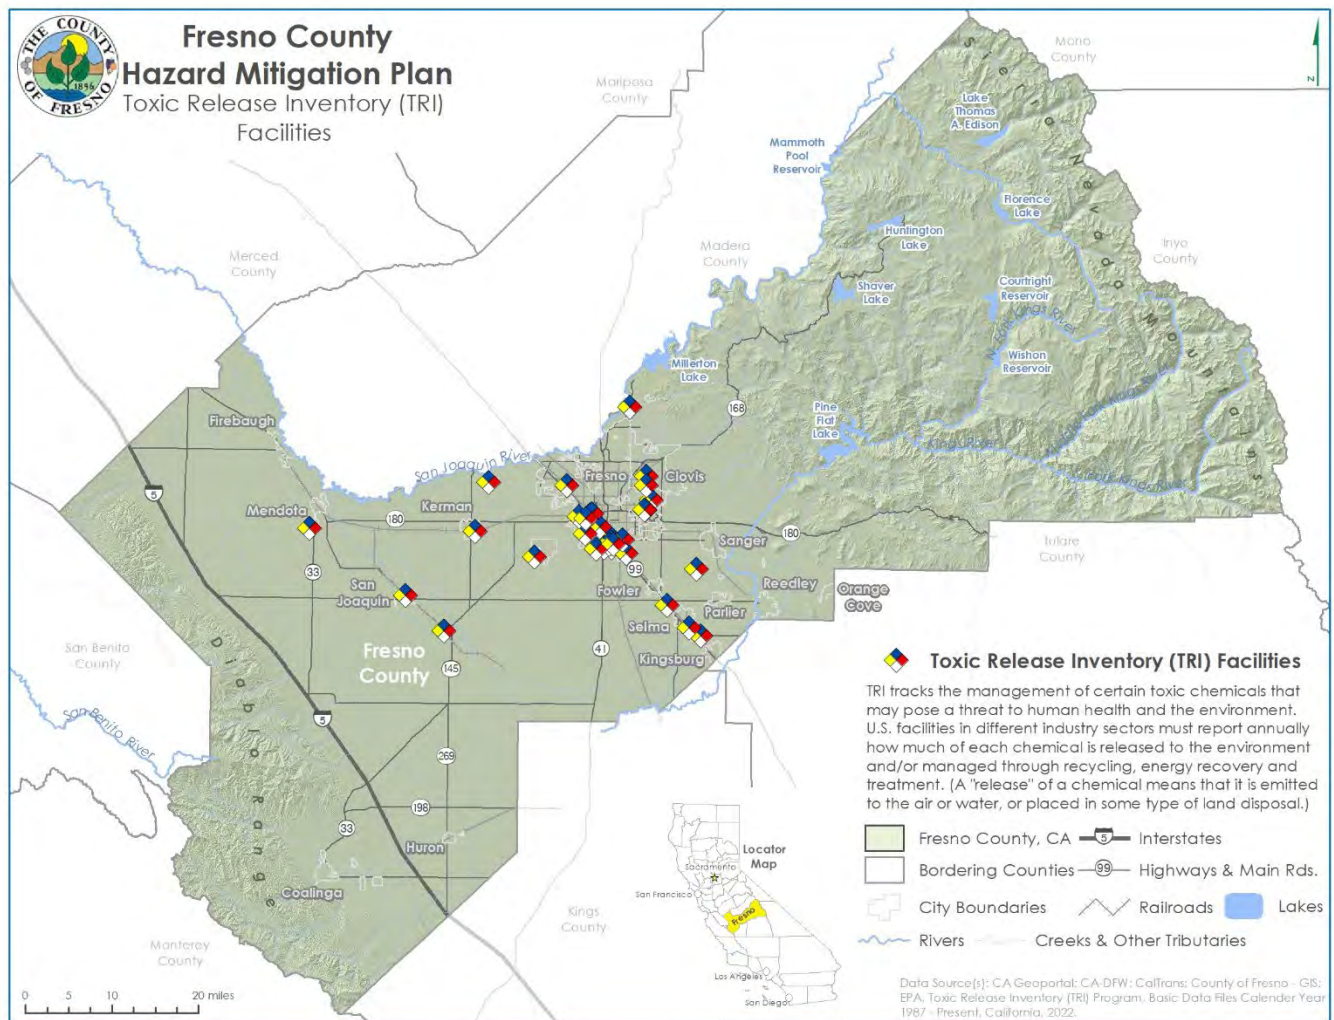 THE COUNTY OF FRESNO
1856
Fresno County
Hazard Mitigation Plan
Toxic Release Inventory (TRI)
Facilities
N
Mono
County
Mariposa
County
Sierra Nevada Mountains
Lake
Thomas
A. Edison
Mammoth
Pool
Reservoir
Florence
Lake
Huntington
Lake
Inyo
County
Merced
County
Madera
County
Courtright
Reservoir
Shaver
Lake
N. Fork Kings River
Wishon
Reservoir
Millerton
Lake
168
Pine
Flat
Lake
Kings River
Firebaugh
San Joaquin River
Fresno
Clovis
5
Mendota
Kerman
180
Sanger
180
Tulare
County
33
99
San
Joaquin
Fowler
Reedley
Orange
Cove
Parlier
Selma
Kingsburg
41
Fresno
County
145
San Benito
County
San Benito
River
Diablo Range
5
269
198
33
Huron
Coalinga
Kings
County
Monterey
County
0 5 10 20 miles
Toxic Release Inventory (TRI) Facilities
TRI tracks the management of certain toxic chemicals that
may pose a threat to human health and the environment.
U.S. facilities in different industry sectors must report annually
how much of each chemical is released to the environment
and/or managed through recycling, energy recovery and
treatment. (A "release" of a chemical means that it is emitted
to the air or water, or placed in some type of land disposal.)
Fresno County, CA 5 Interstates
Bordering Counties 99 Highways & Main Rds.
City Boundaries Railroads Lakes
Rivers Creeks & Other Tributaries
Locator
Map
Sacramento
San Francisco
Fresno
Los Angeles
San Diego
Data Source(s): CA Geoportal; CA-DFW; CalTrans; County of Fresno - GIS;
EPA, Toxic Release Inventory (TRI) Program, Basic Data Files Calender Year
1987 - Present, California, 2022.